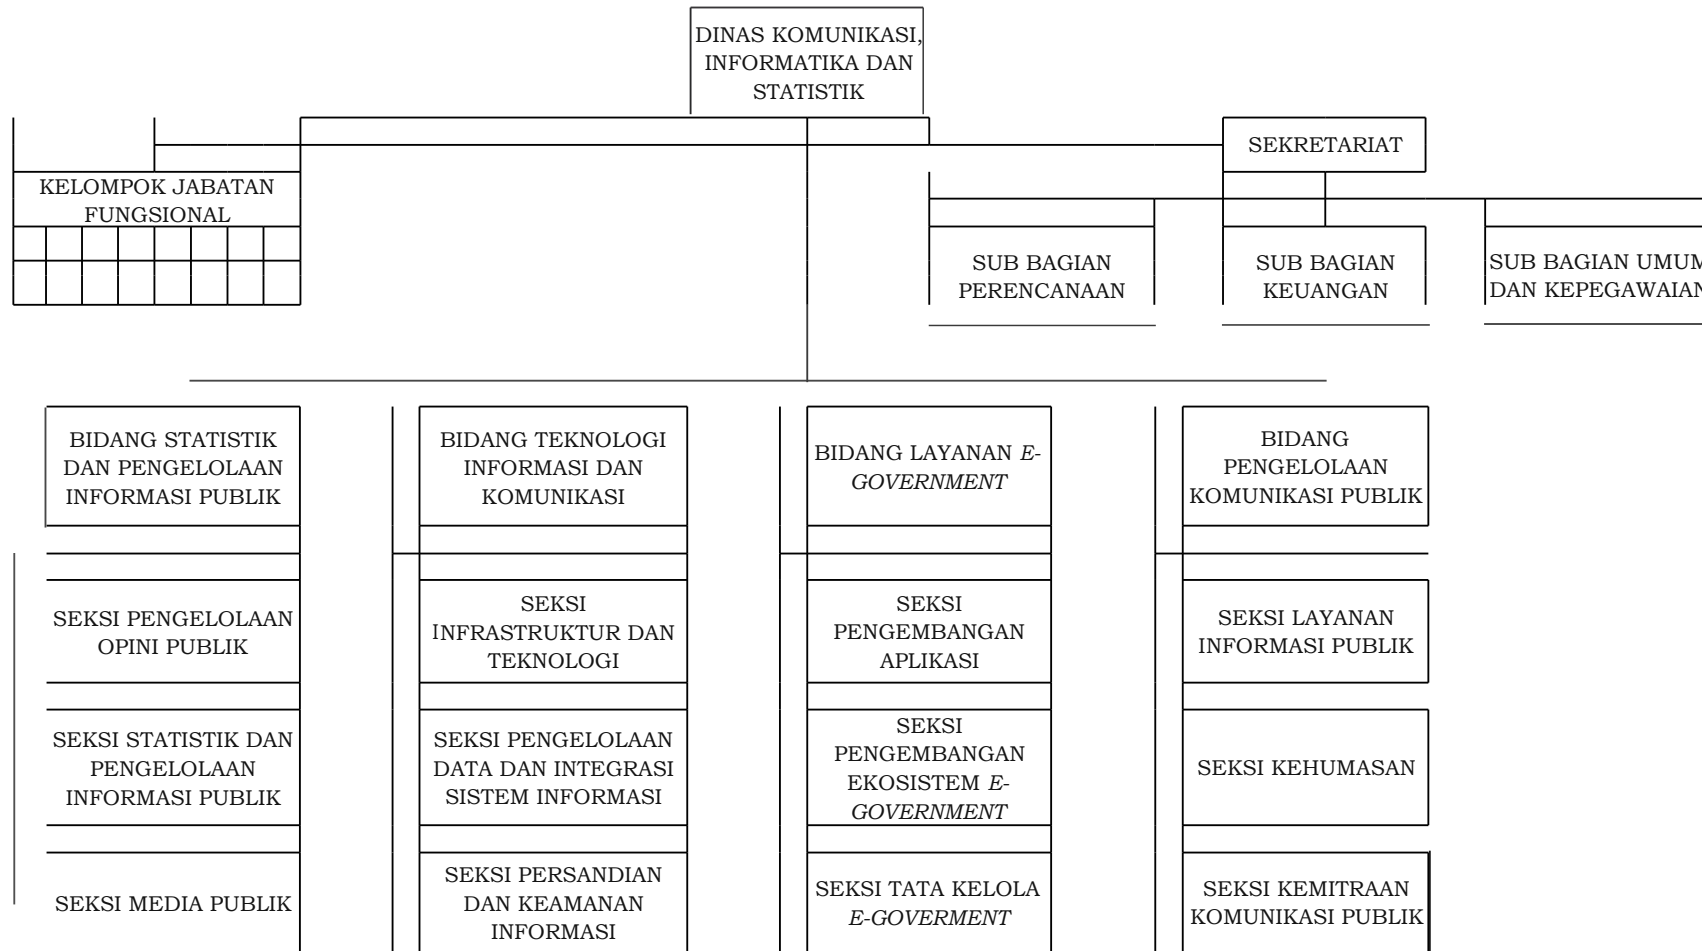 DINAS KOMUNIKASI,
INFORMATIKA DAN
STATISTIK
SEKRETARIAT
KELOMPOK JABATAN
FUNGSIONAL
SUB BAGIAN
PERENCANAAN
SUB BAGIAN
KEUANGAN
SUB BAGIAN UMUM
DAN KEPEGAWAIAN
BIDANG STATISTIK
DAN PENGELOLAAN
INFORMASI PUBLIK
BIDANG TEKNOLOGI
INFORMASI DAN
KOMUNIKASI
BIDANG LAYANAN E-
GOVERNMENT
BIDANG
PENGELOLAAN
KOMUNIKASI PUBLIK
SEKSI PENGELOLAAN
OPINI PUBLIK
SEKSI
INFRASTRUKTUR DAN
TEKNOLOGI
SEKSI
PENGEMBANGAN
APLIKASI
SEKSI LAYANAN
INFORMASI PUBLIK
SEKSI STATISTIK DAN
PENGELOLAAN
INFORMASI PUBLIK
SEKSI PENGELOLAAN
DATA DAN INTEGRASI
SISTEM INFORMASI
SEKSI
PENGEMBANGAN
EKOSISTEM E-
GOVERNMENT
SEKSI KEHUMASAN
SEKSI MEDIA PUBLIK
SEKSI PERSANDIAN
DAN KEAMANAN
INFORMASI
SEKSI TATA KELOLA
E-GOVERMENT
SEKSI KEMITRAAN
KOMUNIKASI PUBLIK